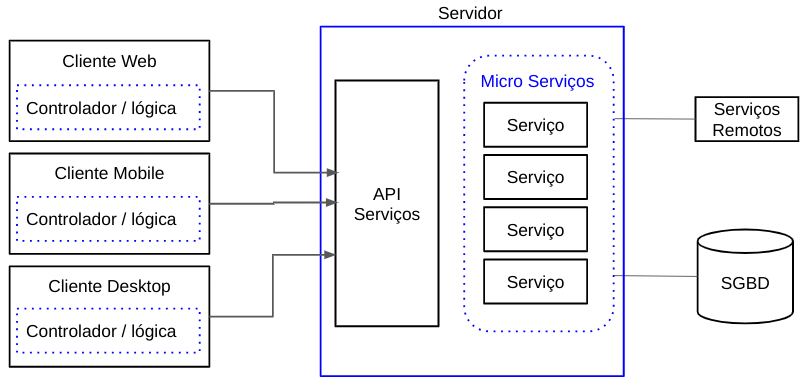 Servidor
Cliente Web
Controlador / lógica
Cliente Mobile
Controlador / lógica
Cliente Desktop
Controlador / lógica
API
Serviços
Micro Serviços
Serviço
Serviço
Serviço
Serviço
Serviços
Remotos
SGBD